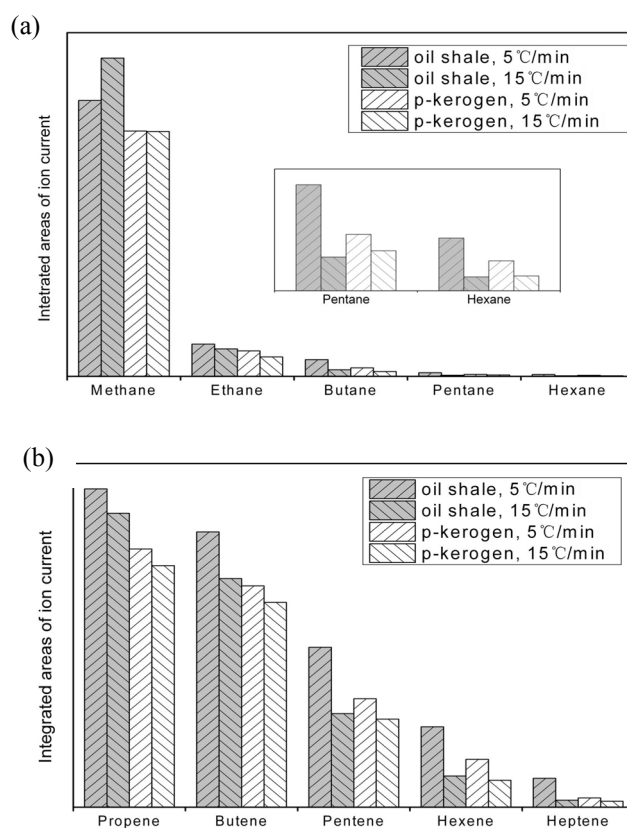 (a)
oil shale, 5℃/min
oil shale, 15℃/min
p-kerogen, 5℃/min
p-kerogen, 15℃/min
Intetrated areas of ion current
Pentane Hexane
Methane Ethane Butane Pentane Hexane
(b)
oil shale, 5℃/min
oil shale, 15℃/min
p-kerogen, 5℃/min
p-kerogen, 15℃/min
Integrated areas of ion current
Propene Butene Pentene Hexene Heptene